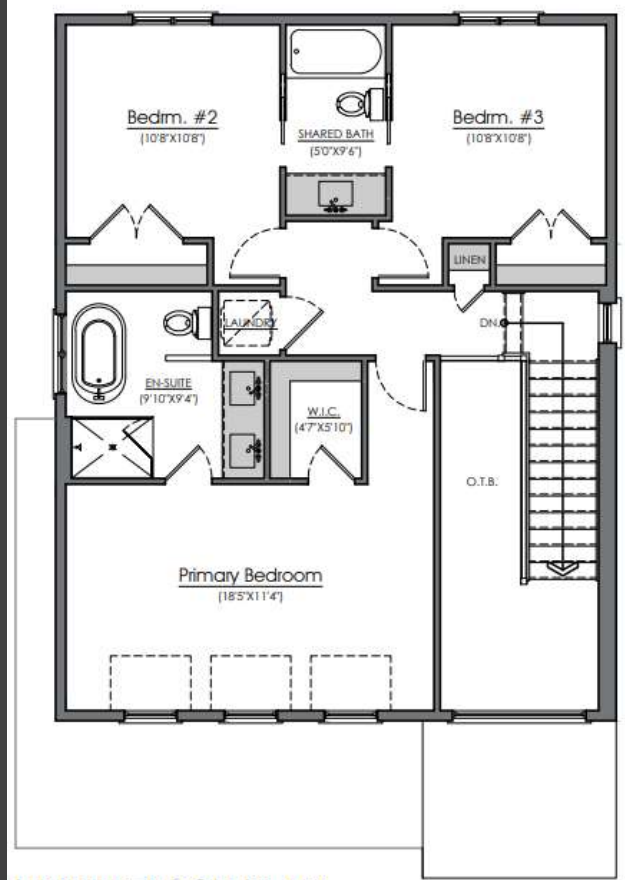 Bedrm. #2
(10'8"X10'8")
SHARED BATH
(5'0"X9'6")
Bedrm. #3
(10'8"X10'8")
LINEN
LAUNDRY
DN.
EN-SUITE
(9'10"X9'4")
W.I.C.
(4'7"X5'10")
O.T.B.
Primary Bedroom
(18'5"X11'4")